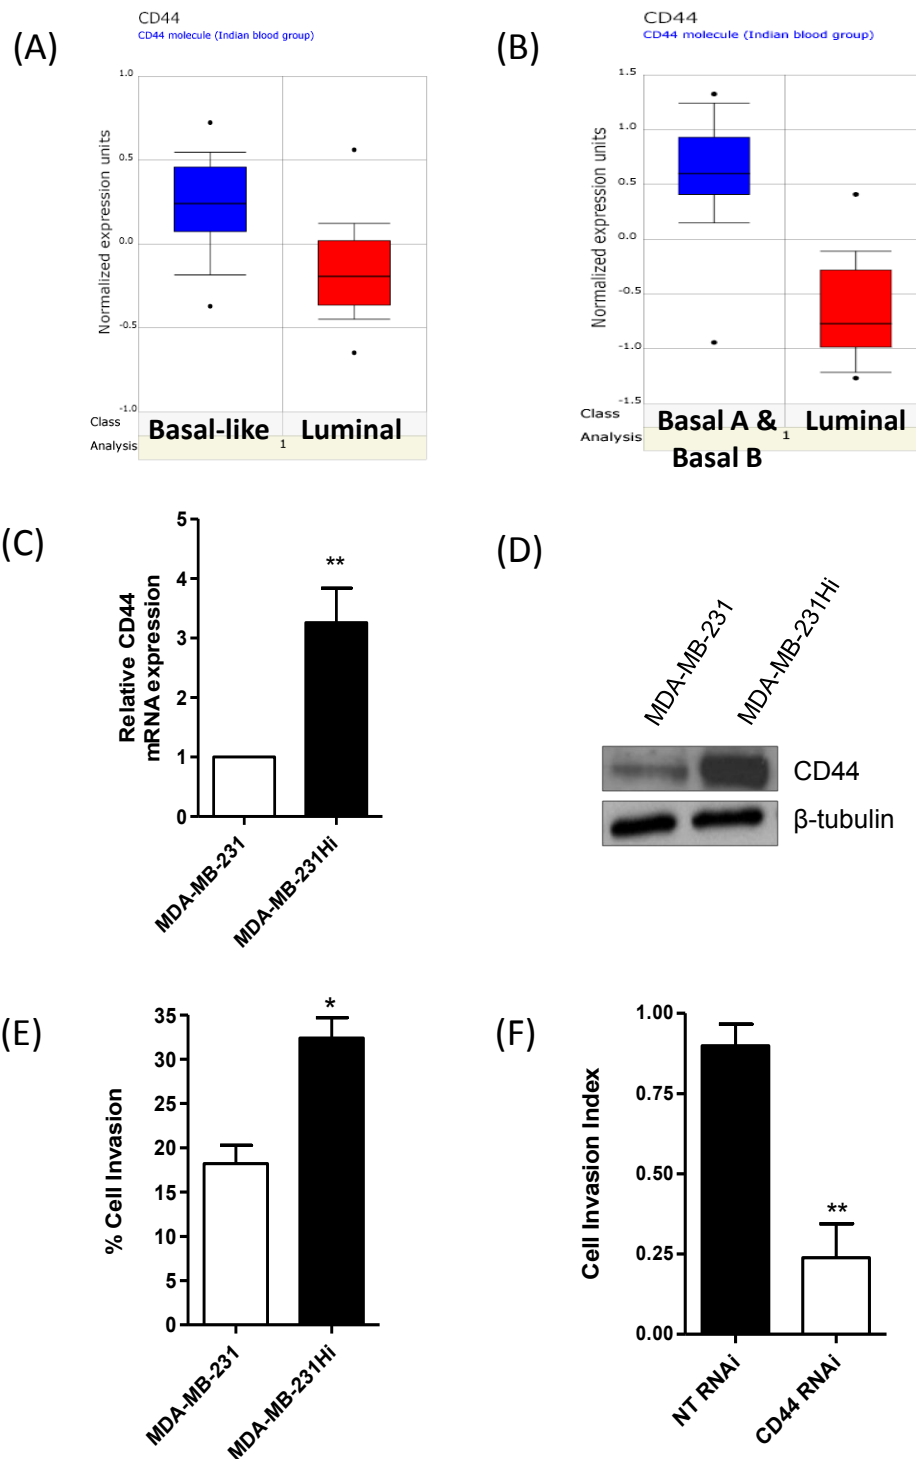 (A)
CD44
CD44 molecule (Indian blood group)
Normalized expression units
1.0
0.5
0.0
-0.5
-1.0
Class
Basal-like
Luminal
Analysis
1
(B)
CD44
CD44 molecule (Indian blood group)
Normalized expression units
1.5
1.0
0.5
0.0
-0.5
-1.0
-1.5
Class
Basal A &
Basal B
Luminal
Analysis
1
(C)
Relative CD44
mRNA expression
5
4
3
2
1
0
**
MDA-MB-231
MDA-MB-231Hi
(D)
MDA-MB-231
MDA-MB-231Hi
CD44
β-tubulin
(E)
% Cell Invasion
35
30
25
20
15
10
5
0
*
MDA-MB-231
MDA-MB-231Hi
(F)
Cell Invasion Index
1.00
0.75
0.50
0.25
0.00
**
NT RNAi
CD44 RNAi